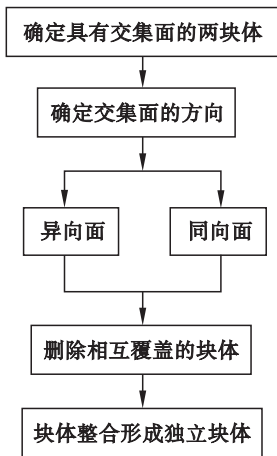 确定具有交集面的两块体
确定交集面的方向
异向面
同向面
删除相互覆盖的块体
块体整合形成独立块体